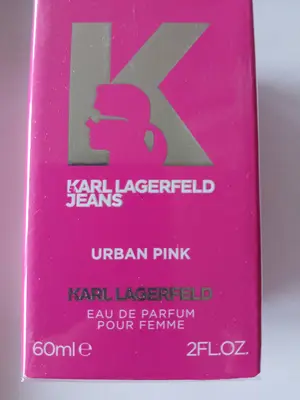 K
KARL LAGERFELD
JEANS
URBAN PINK
KARL LAGERFELD
EAU DE PARFUM
POUR FEMME
60ml e 2FL.OZ.